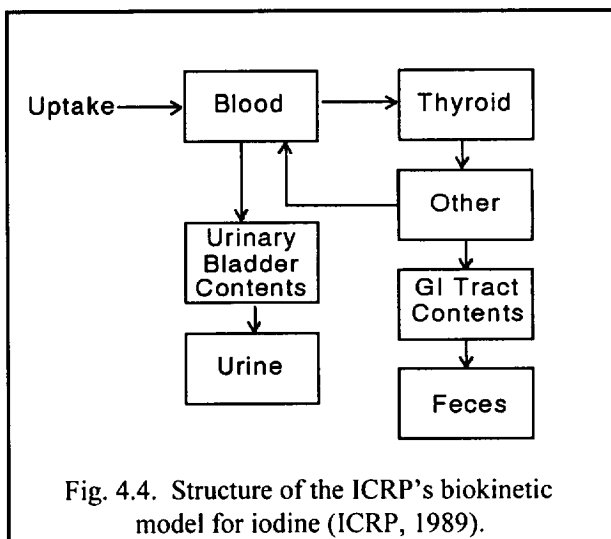 Uptake
Blood
Thyroid
Other
Urinary
Bladder
Contents
GI Tract
Contents
Urine
Feces
Fig. 4.4. Structure of the ICRP's biokinetic
model for iodine (ICRP, 1989).